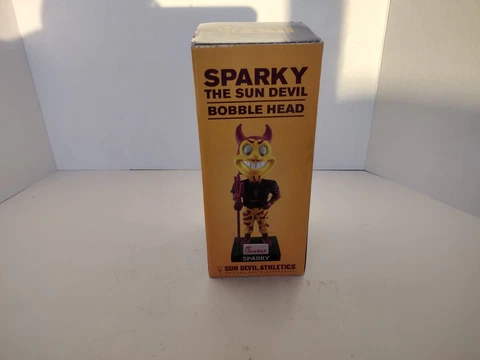 SPARKY
THE SUN DEVIL
BOBBLE HEAD
SPARKY
SUN DEVIL ATHLETICS